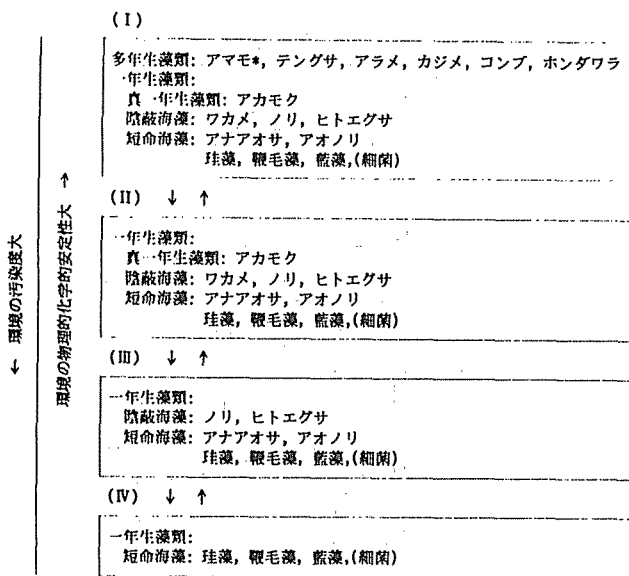 (Ⅰ)
多年生藻類: アマモ*, テングサ, アラメ, カジメ, コンブ, ホンダワラ
一年生藻類:
真一年生藻類: アカモク
陰蔽海藻: ワカメ, ノリ, ヒトエグサ
短命海藻: アナアオサ, アオノリ
珪藻, 鞭毛藻, 藍藻,(細菌)
(Ⅱ) ↓ ↑
一年生藻類:
真一年生藻類: アカモク
陰蔽海藻: ワカメ, ノリ, ヒトエグサ
短命海藻: アナアオサ, アオノリ
珪藻, 鞭毛藻, 藍藻,(細菌)
(Ⅲ) ↓ ↑
一年生藻類:
陰蔽海藻: ノリ, ヒトエグサ
短命海藻: アナアオサ, アオノリ
珪藻, 鞭毛藻, 藍藻,(細菌)
(Ⅳ) ↓ ↑
一年生藻類:
短命海藻: 珪藻, 鞭毛藻, 藍藻,(細菌)
← 環境の汚染度大
環境の物理的化学的安定性大 →